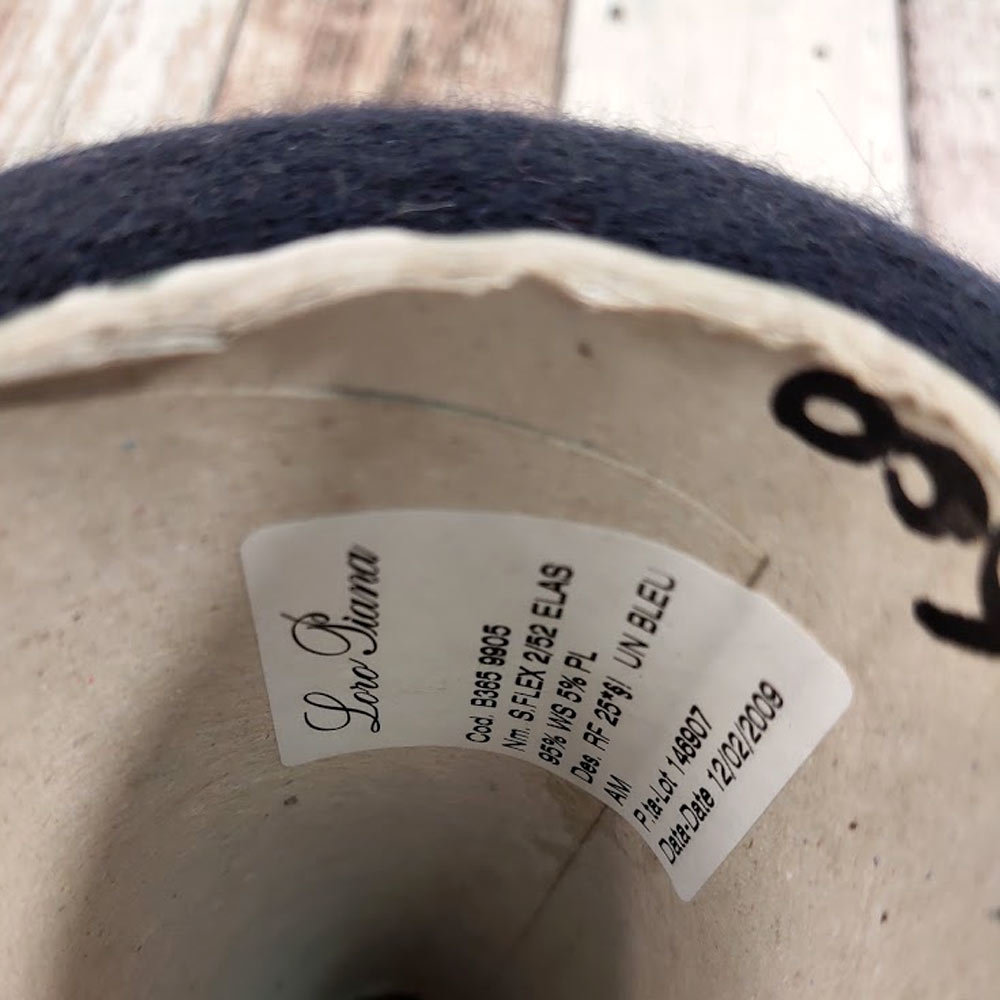 Loro Piana
Cod. B365 9905
Nm. S.FLEX 2/52 ELAS
95% WS 5% PL
Des. RF 25*9/ UN BLEU
AM
P.ta-Lot 146907
Data-Date 12/02/2009